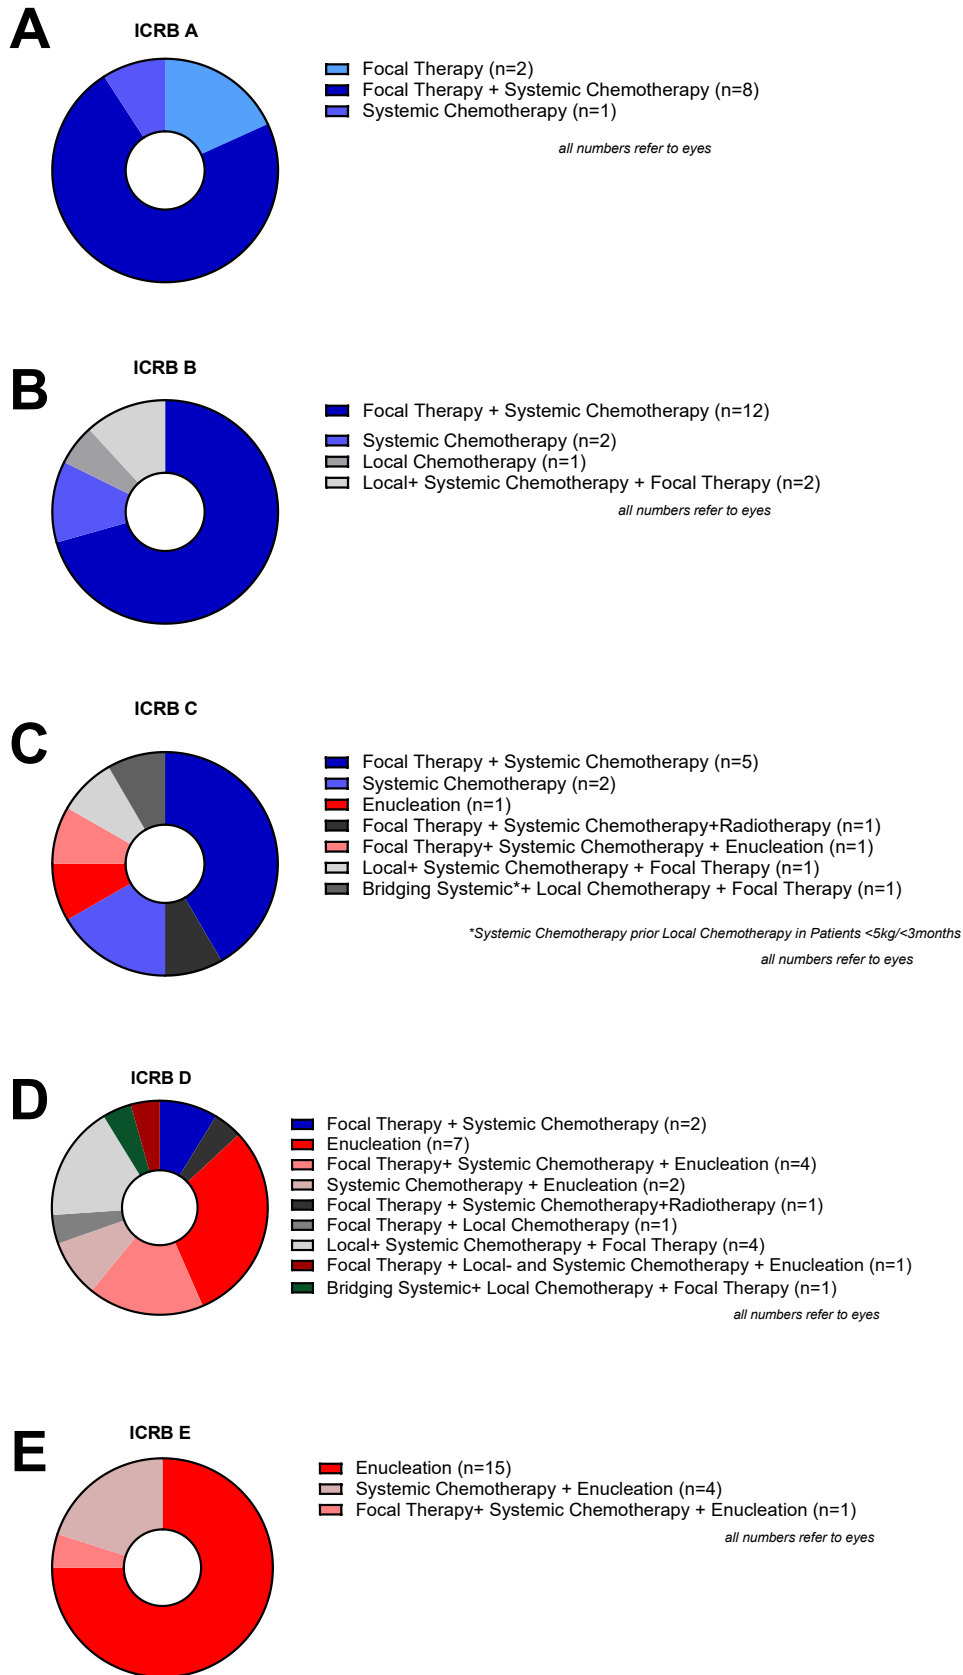 A
ICRB A
Focal Therapy (n=2)
Focal Therapy + Systemic Chemotherapy (n=8)
Systemic Chemotherapy (n=1)
all numbers refer to eyes
B
ICRB B
Focal Therapy + Systemic Chemotherapy (n=12)
Systemic Chemotherapy (n=2)
Local Chemotherapy (n=1)
Local+ Systemic Chemotherapy + Focal Therapy (n=2)
all numbers refer to eyes
C
ICRB C
Focal Therapy + Systemic Chemotherapy (n=5)
Systemic Chemotherapy (n=2)
Enucleation (n=1)
Focal Therapy + Systemic Chemotherapy+Radiotherapy (n=1)
Focal Therapy+ Systemic Chemotherapy + Enucleation (n=1)
Local+ Systemic Chemotherapy + Focal Therapy (n=1)
Bridging Systemic*+ Local Chemotherapy + Focal Therapy (n=1)
*Systemic Chemotherapy prior Local Chemotherapy in Patients <5kg/<3months
all numbers refer to eyes
D
ICRB D
Focal Therapy + Systemic Chemotherapy (n=2)
Enucleation (n=7)
Focal Therapy+ Systemic Chemotherapy + Enucleation (n=4)
Systemic Chemotherapy + Enucleation (n=2)
Focal Therapy + Systemic Chemotherapy+Radiotherapy (n=1)
Focal Therapy + Local Chemotherapy (n=1)
Local+ Systemic Chemotherapy + Focal Therapy (n=4)
Focal Therapy + Local- and Systemic Chemotherapy + Enucleation (n=1)
Bridging Systemic+ Local Chemotherapy + Focal Therapy (n=1)
all numbers refer to eyes
E
ICRB E
Enucleation (n=15)
Systemic Chemotherapy + Enucleation (n=4)
Focal Therapy+ Systemic Chemotherapy + Enucleation (n=1)
all numbers refer to eyes